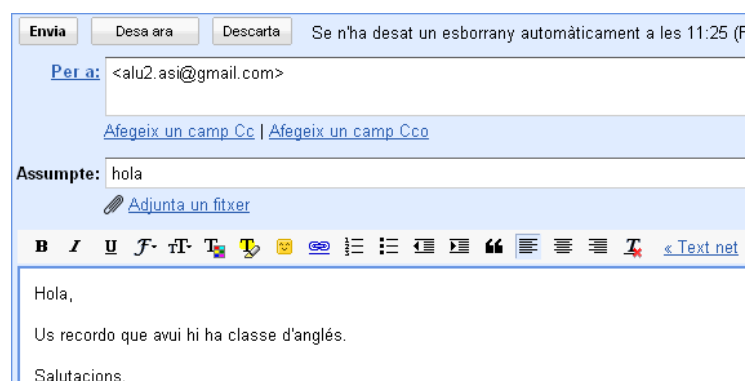 Envia Desa ara Descarta Se n'ha desat un esborrany automàticament a les 11:25 (F
Per a: <alu2.asi@gmail.com>
Afegeix un camp Cc | Afegeix un camp Cco
Assumpte: hola
Adjunta un fitxer
B I U F T T T « Text net
Hola,
Us recordo que avui hi ha classe d'anglés.
Salutacions.